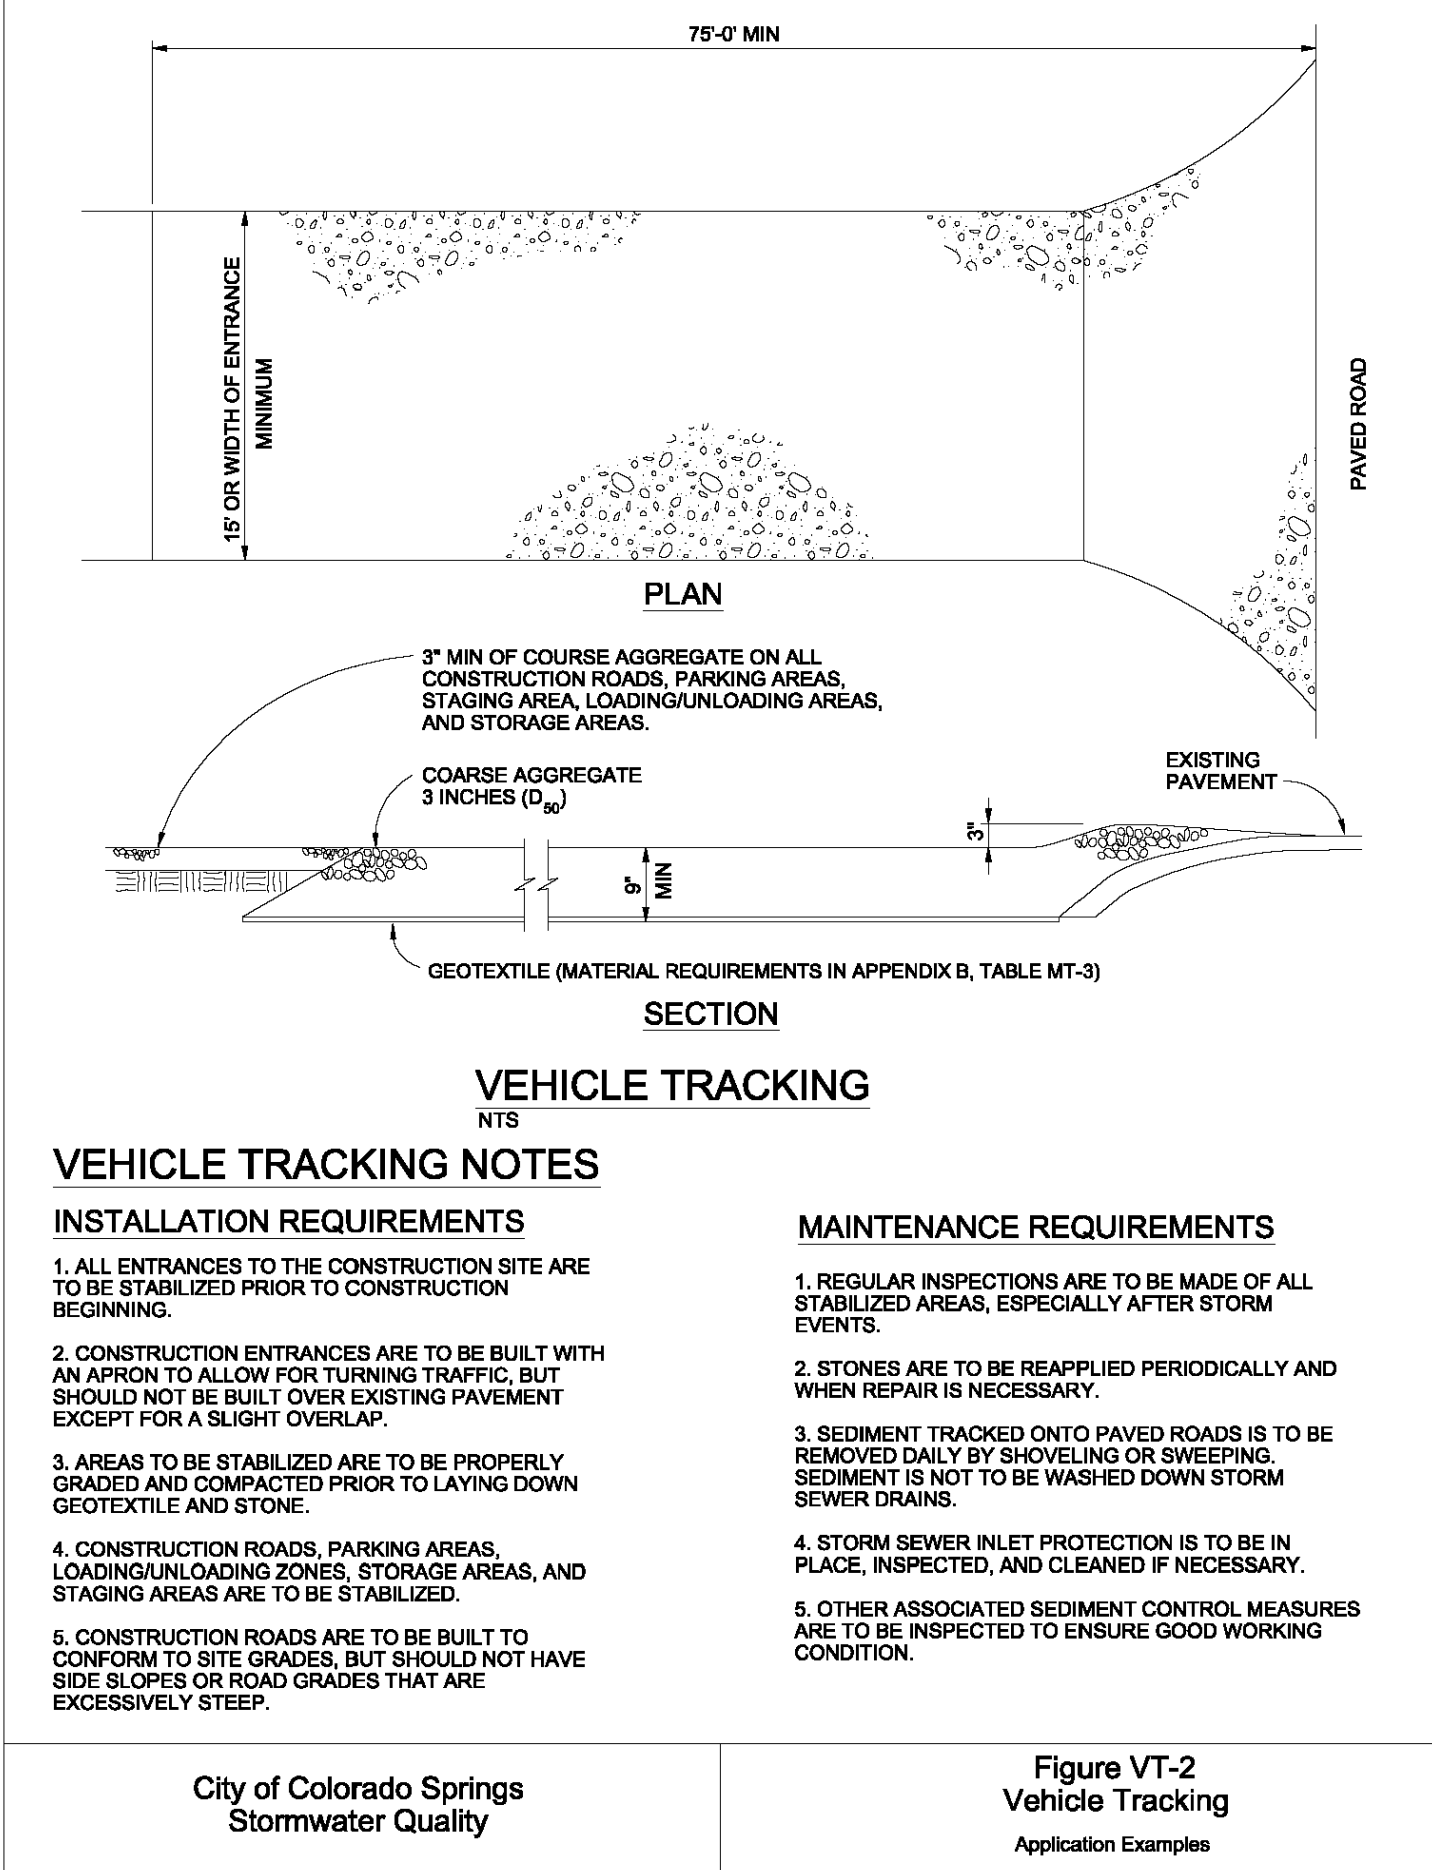 75'-0' MIN
15' OR WIDTH OF ENTRANCE
MINIMUM
PAVED ROAD
PLAN
3" MIN OF COURSE AGGREGATE ON ALL
CONSTRUCTION ROADS, PARKING AREAS,
STAGING AREA, LOADING/UNLOADING AREAS,
AND STORAGE AREAS.
COARSE AGGREGATE
3 INCHES (D50)
EXISTING
PAVEMENT
3"
9"
MIN
GEOTEXTILE (MATERIAL REQUIREMENTS IN APPENDIX B, TABLE MT-3)
SECTION
VEHICLE TRACKING
NTS
VEHICLE TRACKING NOTES
INSTALLATION REQUIREMENTS
1. ALL ENTRANCES TO THE CONSTRUCTION SITE ARE
TO BE STABILIZED PRIOR TO CONSTRUCTION
BEGINNING.
2. CONSTRUCTION ENTRANCES ARE TO BE BUILT WITH
AN APRON TO ALLOW FOR TURNING TRAFFIC, BUT
SHOULD NOT BE BUILT OVER EXISTING PAVEMENT
EXCEPT FOR A SLIGHT OVERLAP.
3. AREAS TO BE STABILIZED ARE TO BE PROPERLY
GRADED AND COMPACTED PRIOR TO LAYING DOWN
GEOTEXTILE AND STONE.
4. CONSTRUCTION ROADS, PARKING AREAS,
LOADING/UNLOADING ZONES, STORAGE AREAS, AND
STAGING AREAS ARE TO BE STABILIZED.
5. CONSTRUCTION ROADS ARE TO BE BUILT TO
CONFORM TO SITE GRADES, BUT SHOULD NOT HAVE
SIDE SLOPES OR ROAD GRADES THAT ARE
EXCESSIVELY STEEP.
MAINTENANCE REQUIREMENTS
1. REGULAR INSPECTIONS ARE TO BE MADE OF ALL
STABILIZED AREAS, ESPECIALLY AFTER STORM
EVENTS.
2. STONES ARE TO BE REAPPLIED PERIODICALLY AND
WHEN REPAIR IS NECESSARY.
3. SEDIMENT TRACKED ONTO PAVED ROADS IS TO BE
REMOVED DAILY BY SHOVELING OR SWEEPING.
SEDIMENT IS NOT TO BE WASHED DOWN STORM
SEWER DRAINS.
4. STORM SEWER INLET PROTECTION IS TO BE IN
PLACE, INSPECTED, AND CLEANED IF NECESSARY.
5. OTHER ASSOCIATED SEDIMENT CONTROL MEASURES
ARE TO BE INSPECTED TO ENSURE GOOD WORKING
CONDITION.
City of Colorado Springs
Stormwater Quality
Figure VT-2
Vehicle Tracking
Application Examples